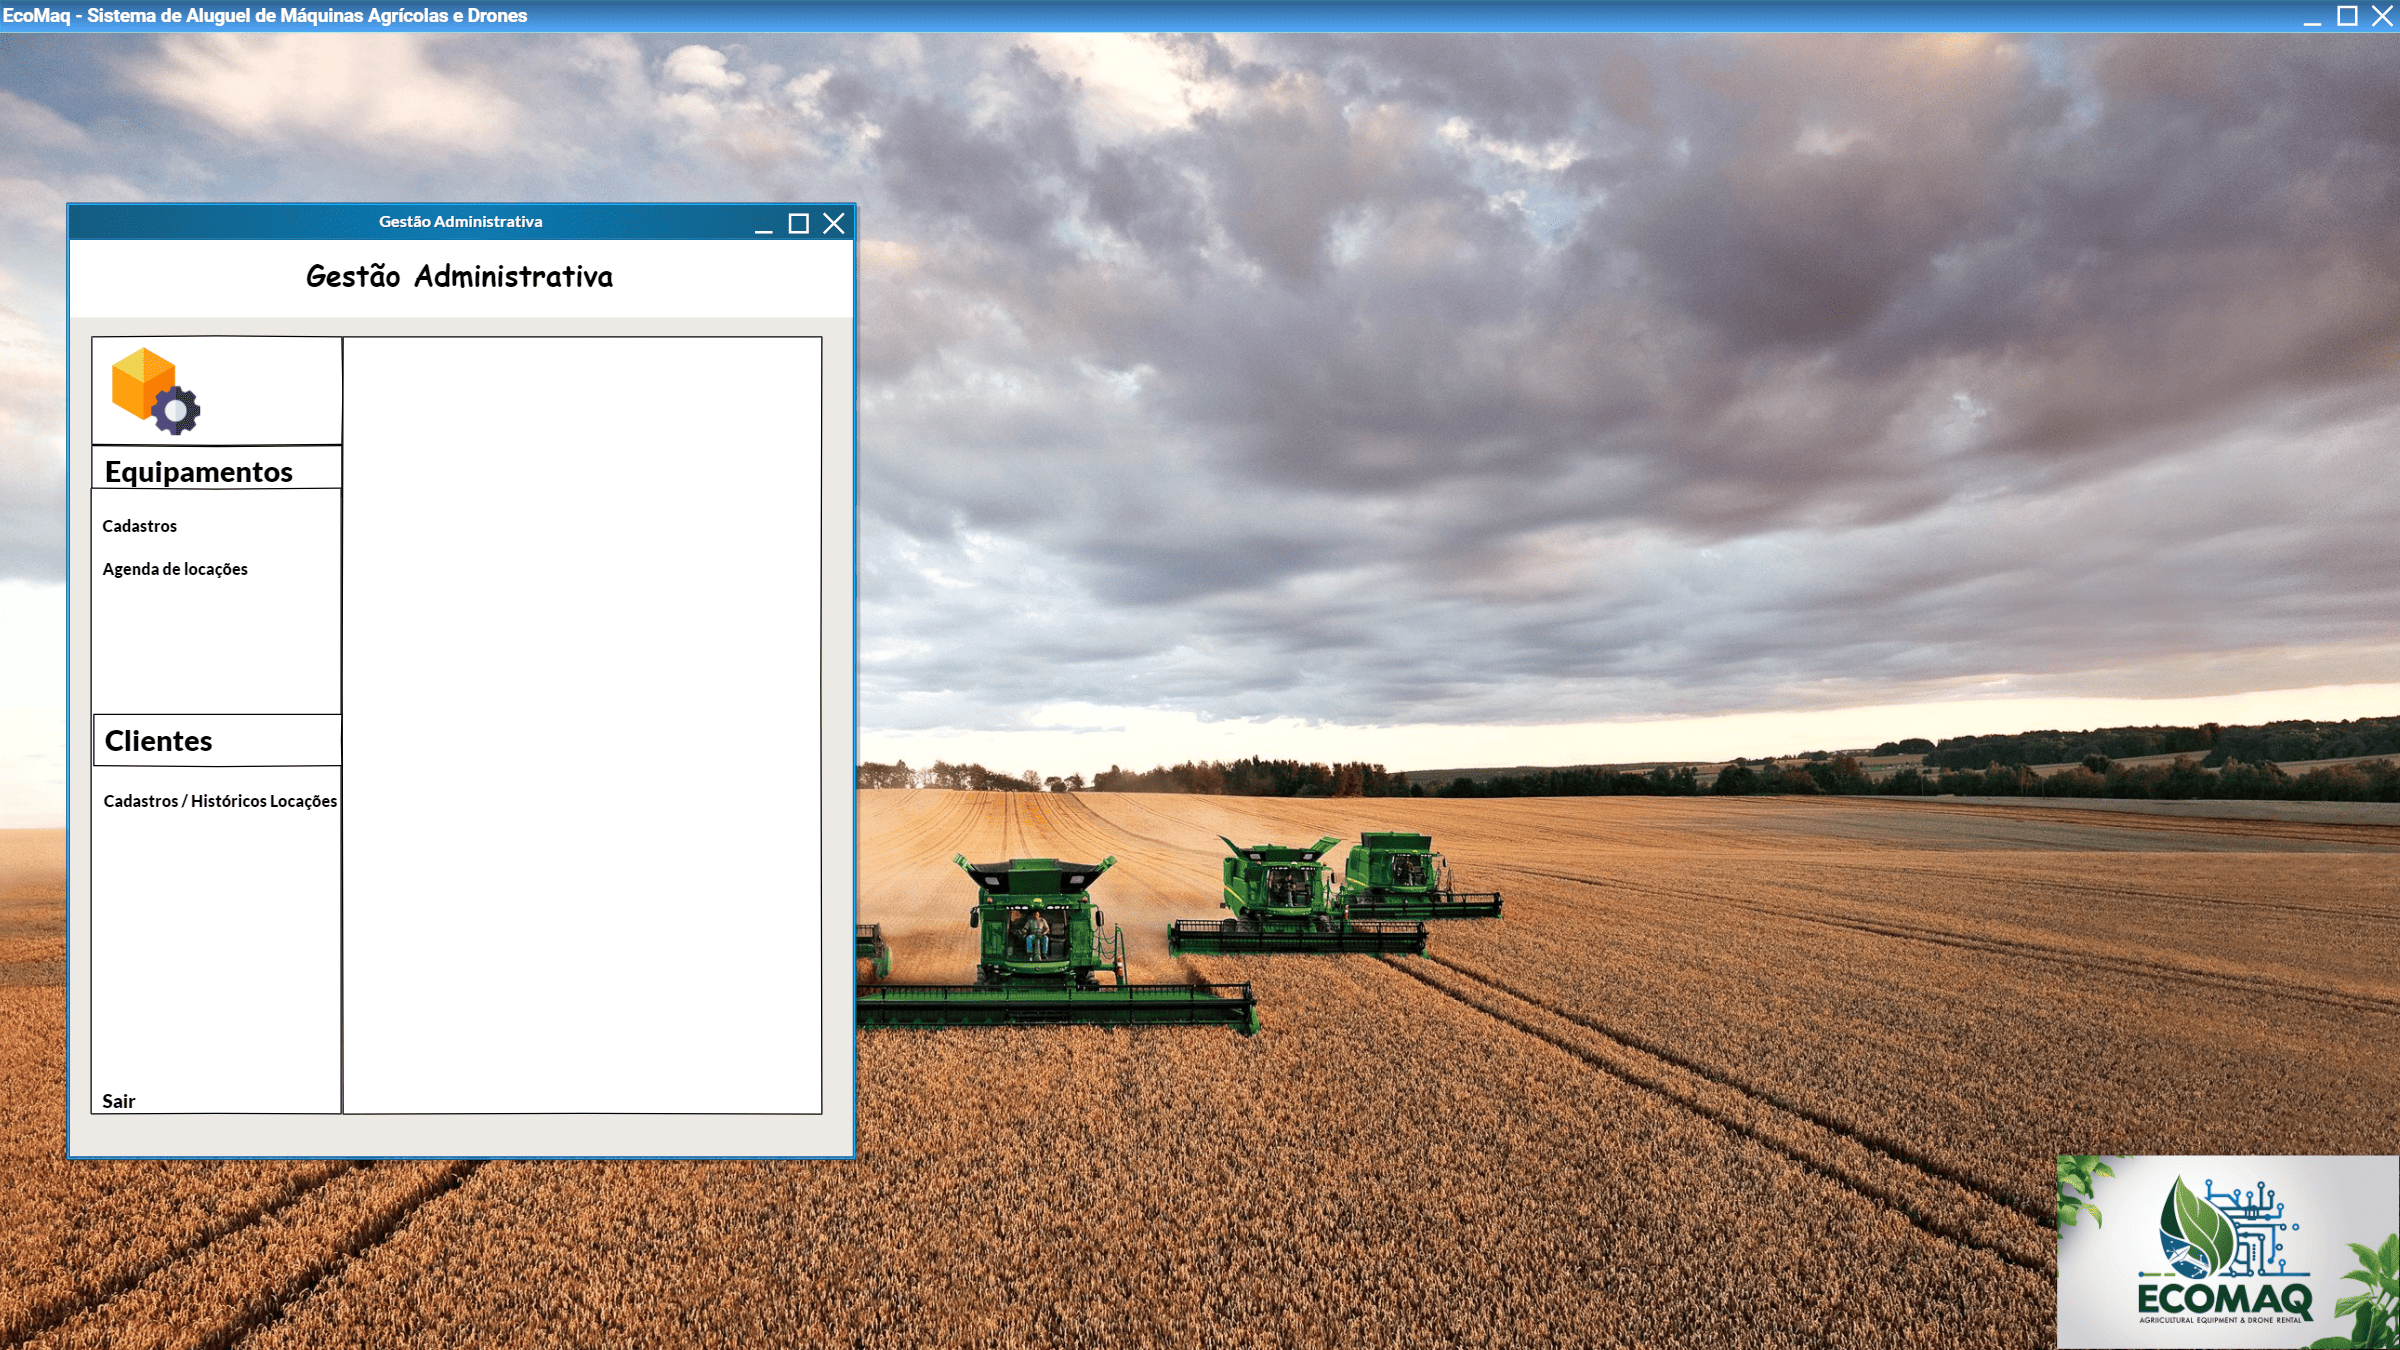 EcoMaq - Sistema de Aluguel de Máquinas Agrícolas e Drones
Gestão Administrativa
Gestão Administrativa
Equipamentos
Cadastros
Agenda de locações
Clientes
Cadastros / Históricos Locações
Sair
ECOMAQ
AGRIICULTURAL EQUIPMENT & DRONE RENTAL